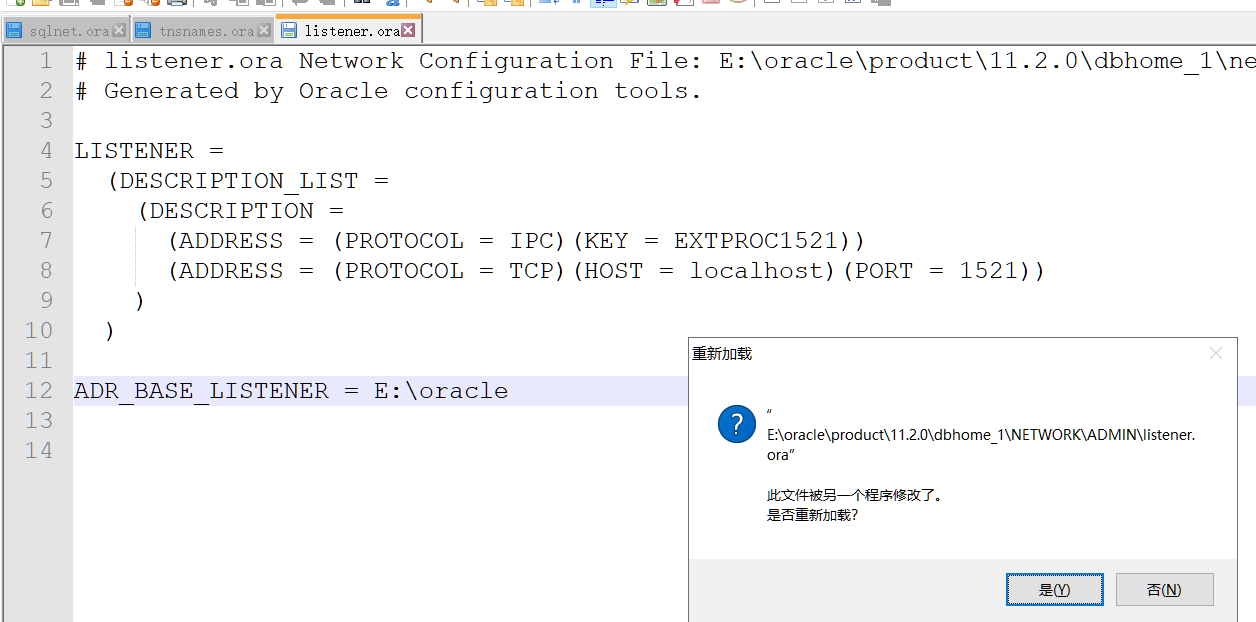 sqlnet.ora
tnsnames.ora
listener.ora
1 # listener.ora Network Configuration File: E:\oracle\product\11.2.0\dbhome_1\ne
2 # Generated by Oracle configuration tools.
3
4 LISTENER =
5 (DESCRIPTION_LIST =
6 (DESCRIPTION =
7 (ADDRESS = (PROTOCOL = IPC)(KEY = EXTPROC1521))
8 (ADDRESS = (PROTOCOL = TCP)(HOST = localhost)(PORT = 1521))
9 )
10 )
11
12 ADR_BASE_LISTENER = E:\oracle
13
14
重新加载
“
E:\oracle\product\11.2.0\dbhome_1\NETWORK\ADMIN\listener.
ora”
此文件被另一个程序修改了。
是否重新加载?
是(Y)
否(N)